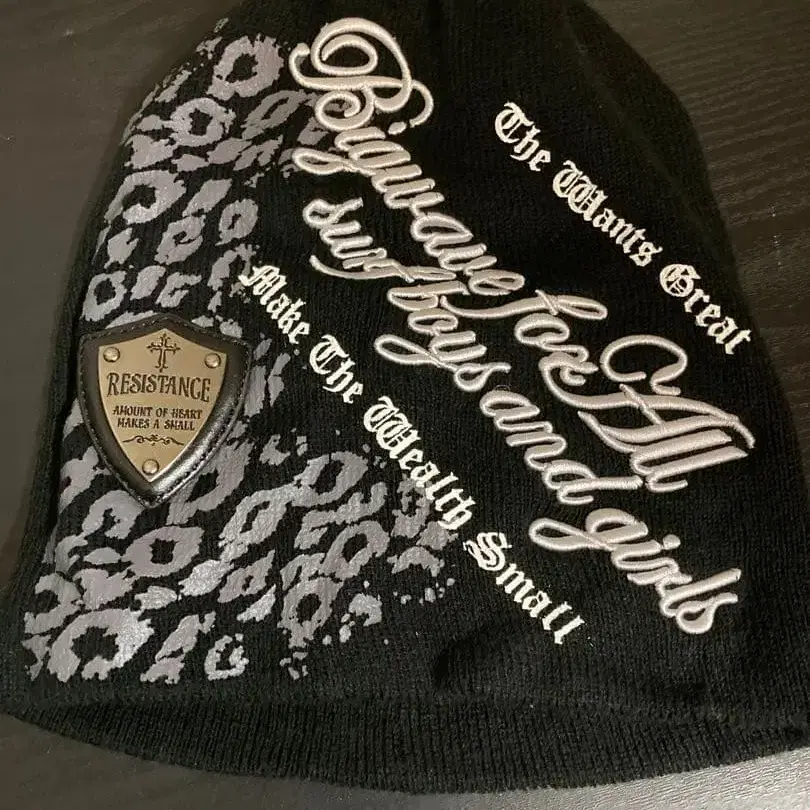 The Wants Great
Bigwave for All
surf boys and girls
Make The Wealth Small
RESISTANCE
AMOUNT OF HEART
MAKES A SMALL